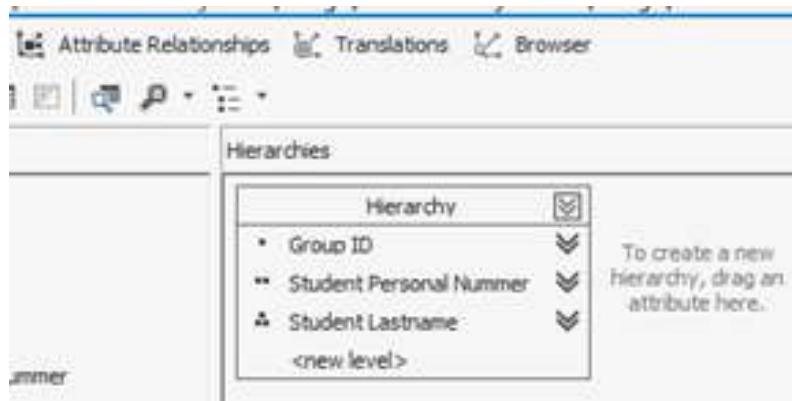 Attribute Relationships Translations Browser
Hierarchies
Hierarchy
Group ID
Student Personal Nummer
Student Lastname
<new level>
To create a new
hierarchy, drag an
attribute here.
ummer